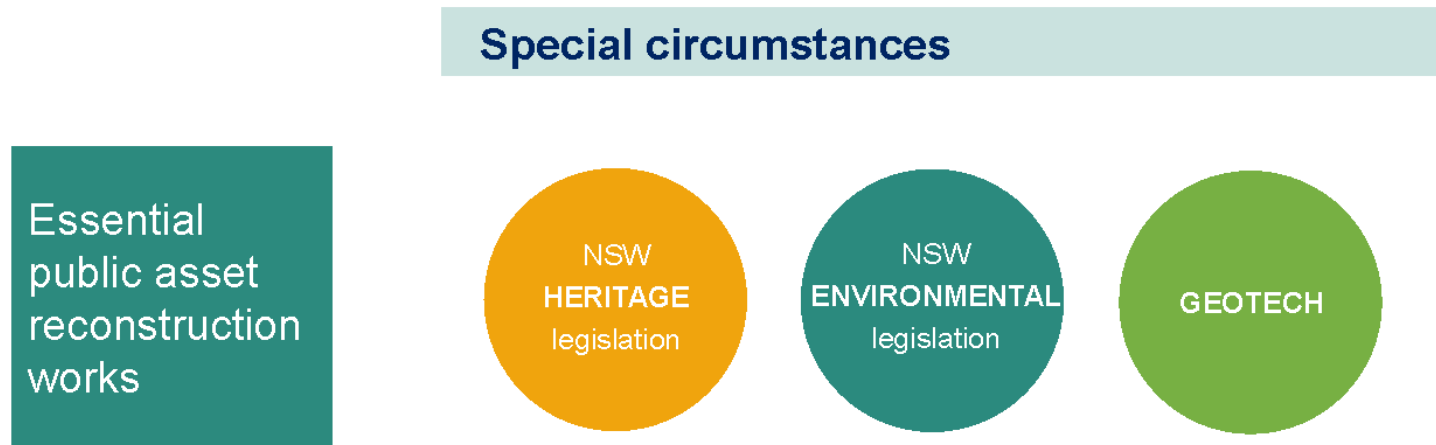 Special circumstances
Essential
public asset
reconstruction
works
NSW
HERITAGE
legislation
NSW
ENVIRONMENTAL
legislation
GEOTECH